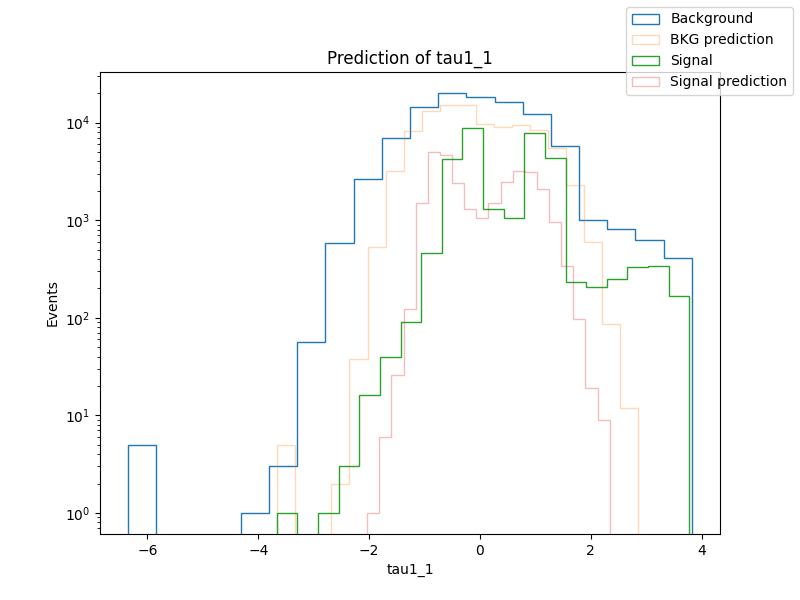 Prediction of tau1_1
Background
BKG prediction
Signal
Signal prediction
Events
10⁴
10³
10²
10¹
10⁰
−6
−4
−2
0
2
4
tau1_1